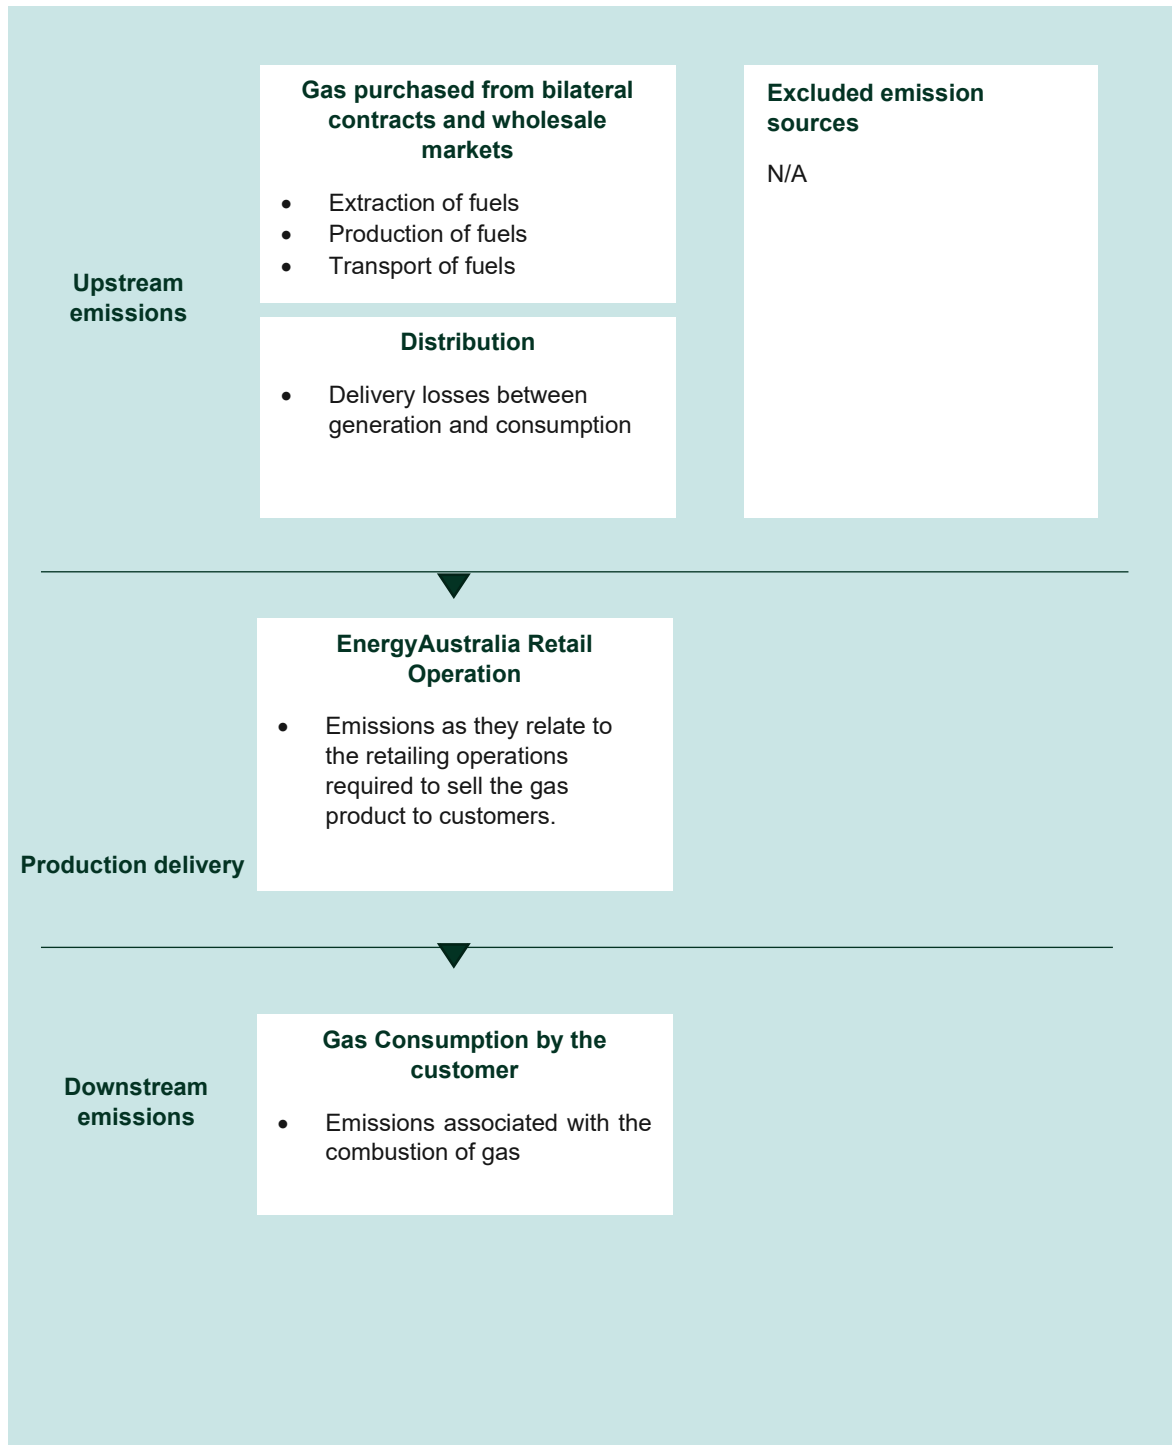 Gas purchased from bilateral
contracts and wholesale
markets
• Extraction of fuels
• Production of fuels
• Transport of fuels
Excluded emission
sources
N/A
Upstream
emissions
Distribution
• Delivery losses between
generation and consumption
EnergyAustralia Retail
Operation
• Emissions as they relate to
the retailing operations
required to sell the gas
product to customers.
Production delivery
Gas Consumption by the
customer
Downstream
emissions
• Emissions associated with the
combustion of gas